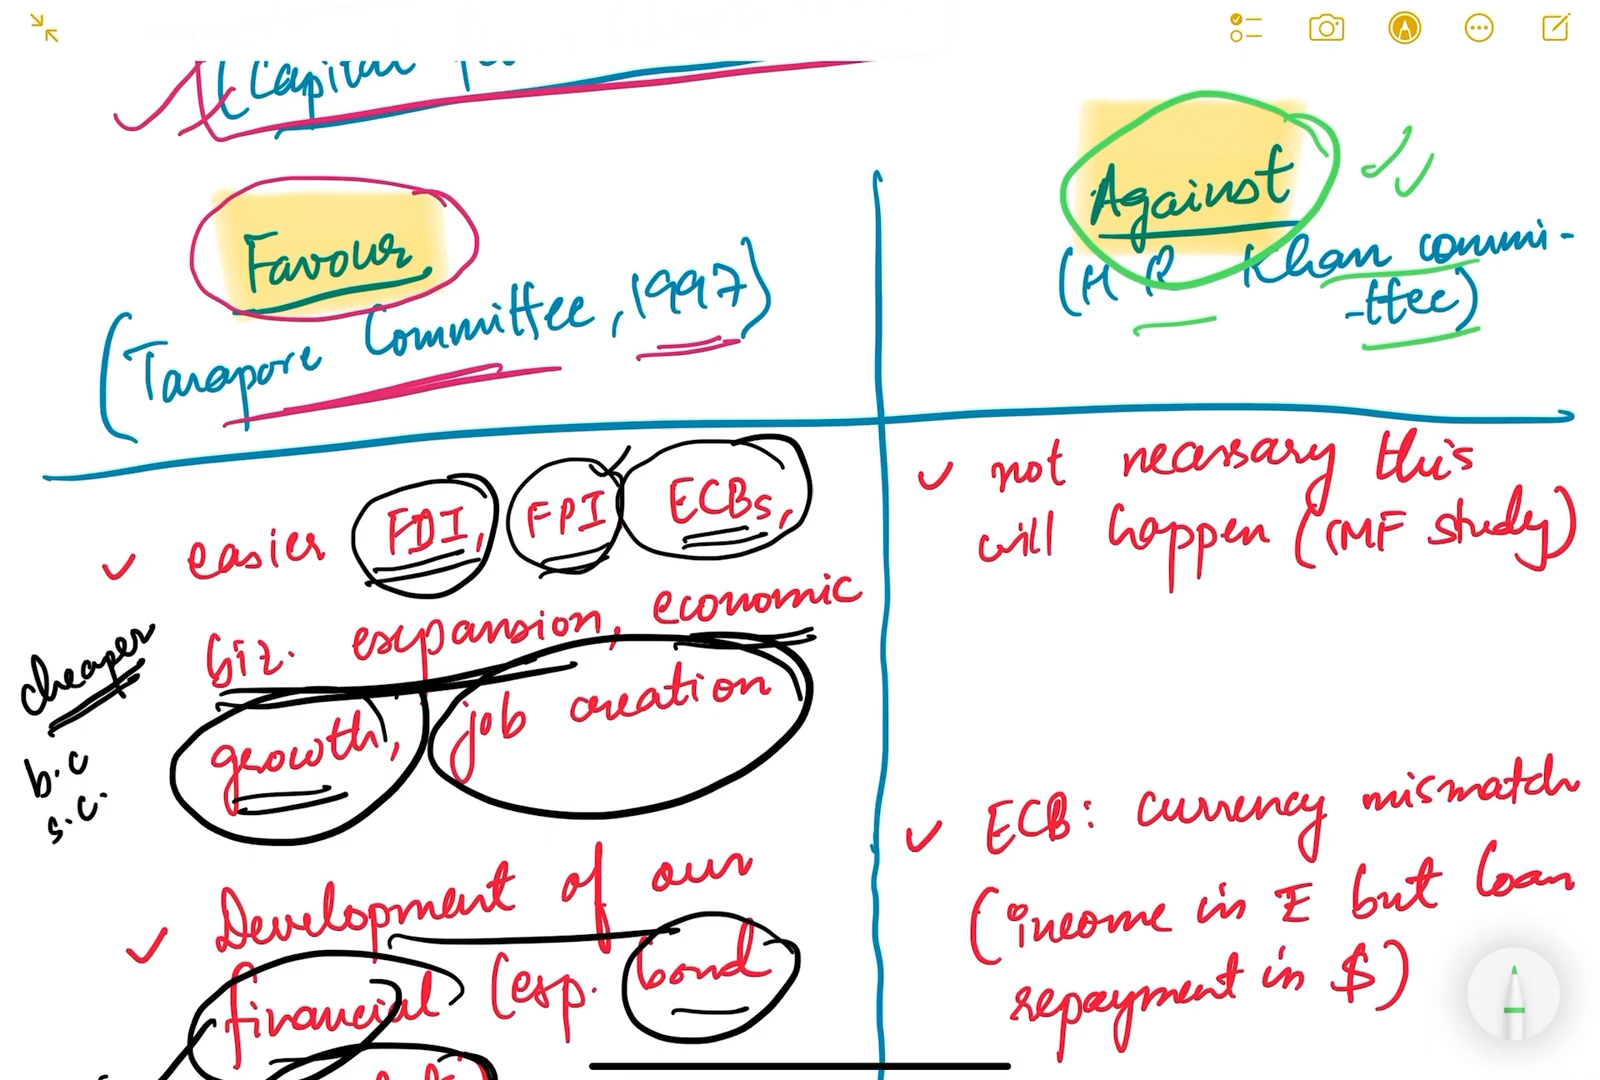 (Capital
Favour
(Tarapore Committee, 1997)
✓ easier FDI, FPI ECBs,
biz. expansion, economic
growth, job creation
cheaper
b.c
s.c.
✓ Development of our
financial (esp. bond
Against
(H R Khan commi-
-ttee)
✓ not necessary this
will happen (IMF study)
✓ ECB: currency mismatch
(income in ₹ but loan
repayment in $)